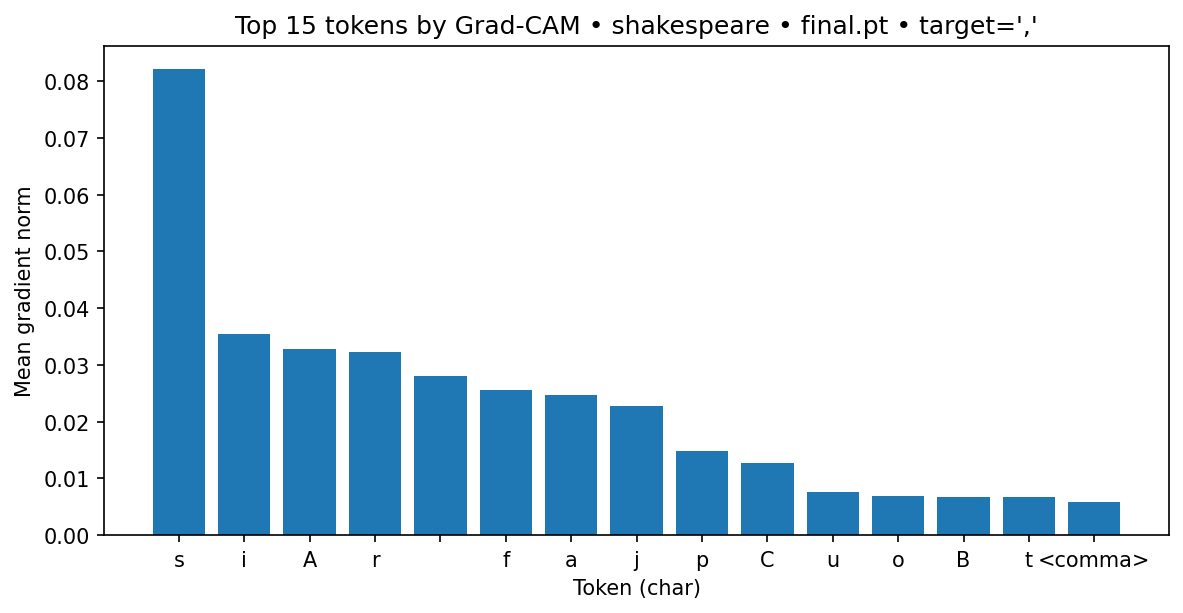 Top 15 tokens by Grad-CAM • shakespeare • final.pt • target=','
Mean gradient norm
0.08
0.07
0.06
0.05
0.04
0.03
0.02
0.01
0.00
s i A r f a j p C u o B t <comma>
Token (char)